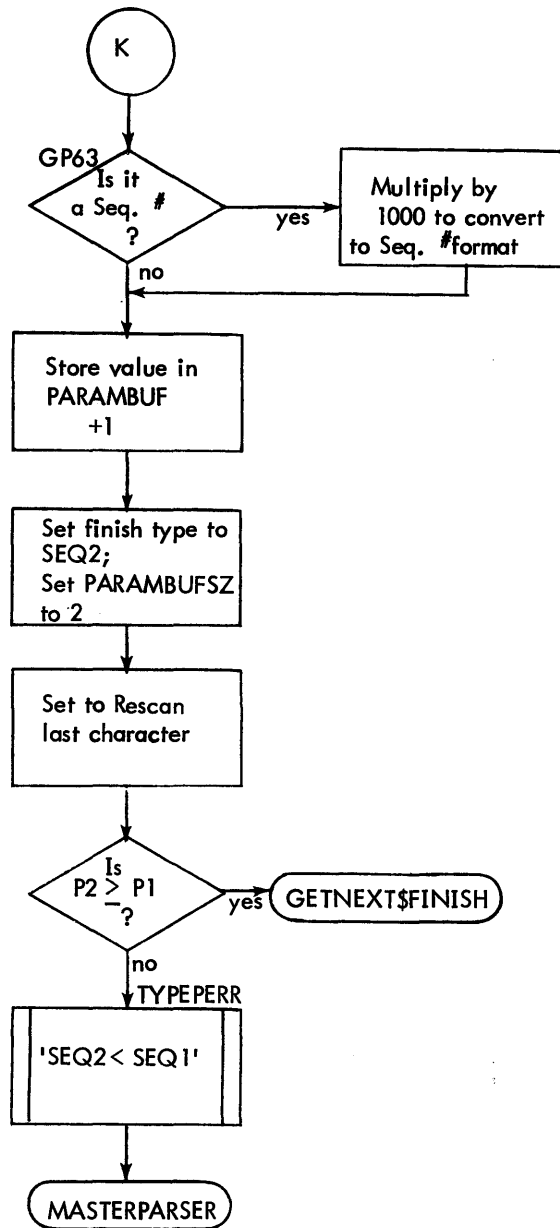 K
GP63
Is it
a Seq. #
?
yes
Multiply by
1000 to convert
to Seq. #format
no
Store value in
PARAMBUF
+1
Set finish type to
SEQ2;
Set PARAMBUFSZ
to 2
Set to Rescan
last character
Is
P2 ≥ P1
?
yes
GETNEXT$FINISH
no
TYPEPERR
'SEQ2< SEQ1'
MASTERPARSER